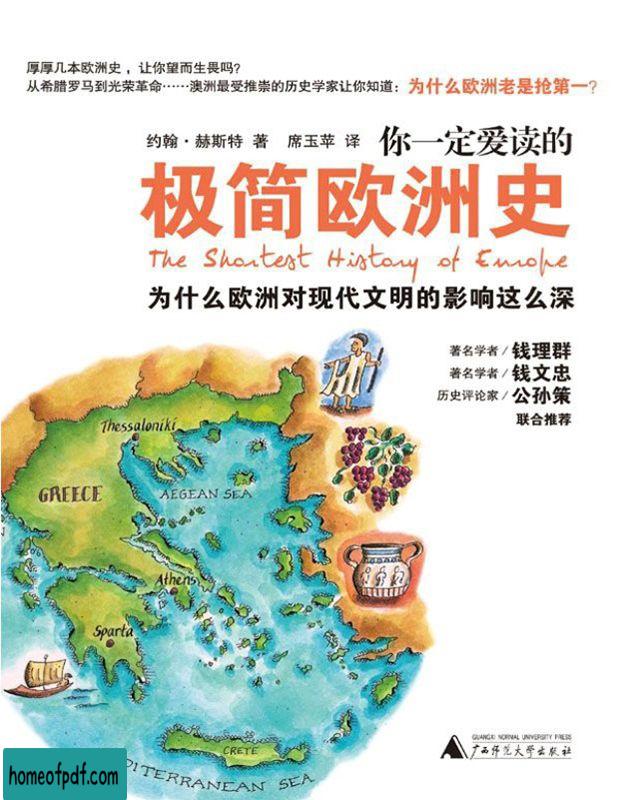 厚厚几本欧洲史，让你望而生畏吗？
从希腊罗马到光荣革命……澳洲最受推崇的历史学家让你知道：为什么欧洲老是抢第一？
约翰·赫斯特 著 席玉苹 译 你一定爱读的
极简欧洲史
The Shortest History of Europe
为什么欧洲对现代文明的影响这么深
著名学者/钱理群
著名学者/钱文忠
历史评论家/公孙策
联合推荐
Thessaloniki
GREECE
AEGEAN SEA
Athens
Sparta
CRETE
MEDITERRANEAN SEA
GUANGXI NORMAL UNIVERSITY PRESS
广西师范大学出版社
homeofpdf.com